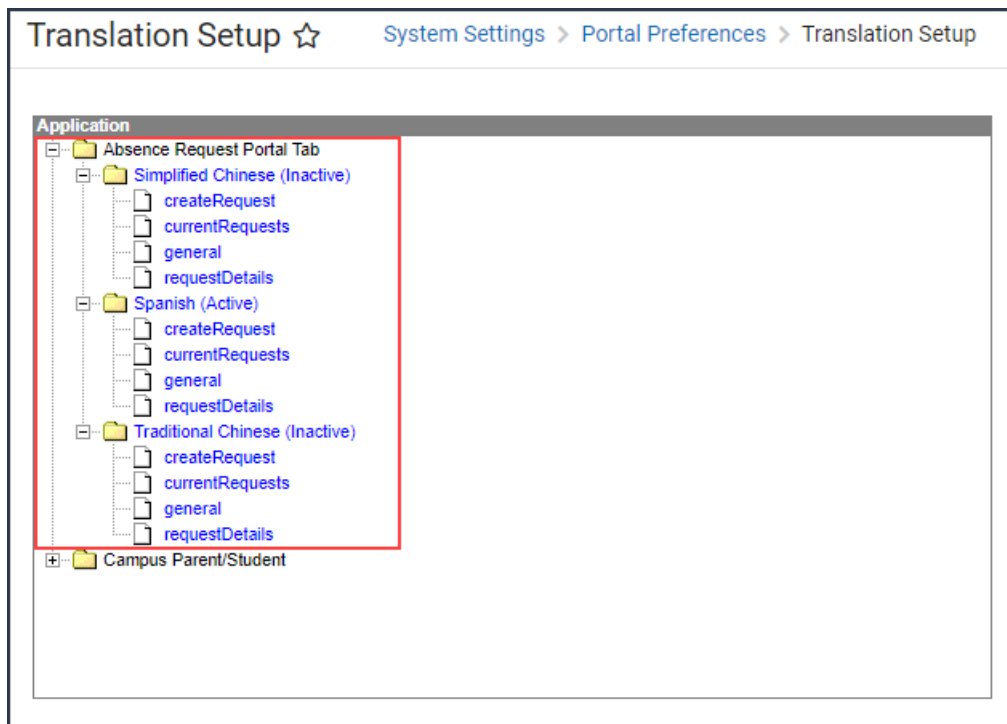 Translation Setup ☆ System Settings > Portal Preferences > Translation Setup
Application
Absence Request Portal Tab
Simplified Chinese (Inactive)
createRequest
currentRequests
general
requestDetails
Spanish (Active)
createRequest
currentRequests
general
requestDetails
Traditional Chinese (Inactive)
createRequest
currentRequests
general
requestDetails
Campus Parent/Student